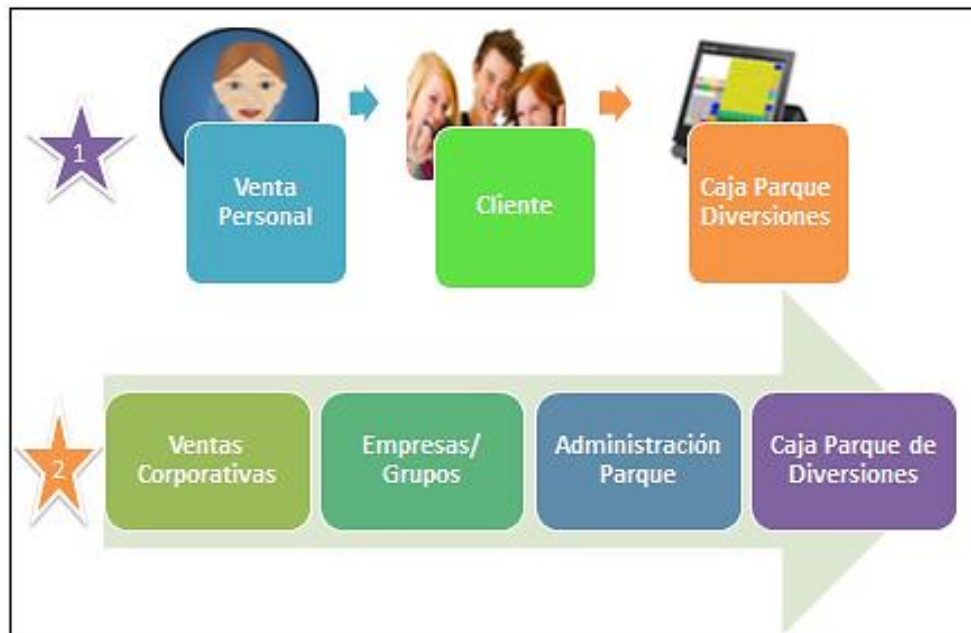 1
Venta
Personal
Cliente
Caja Parque
Diversiones
2
Ventas
Corporativas
Empresas/
Grupos
Administración
Parque
Caja Parque de
Diversiones